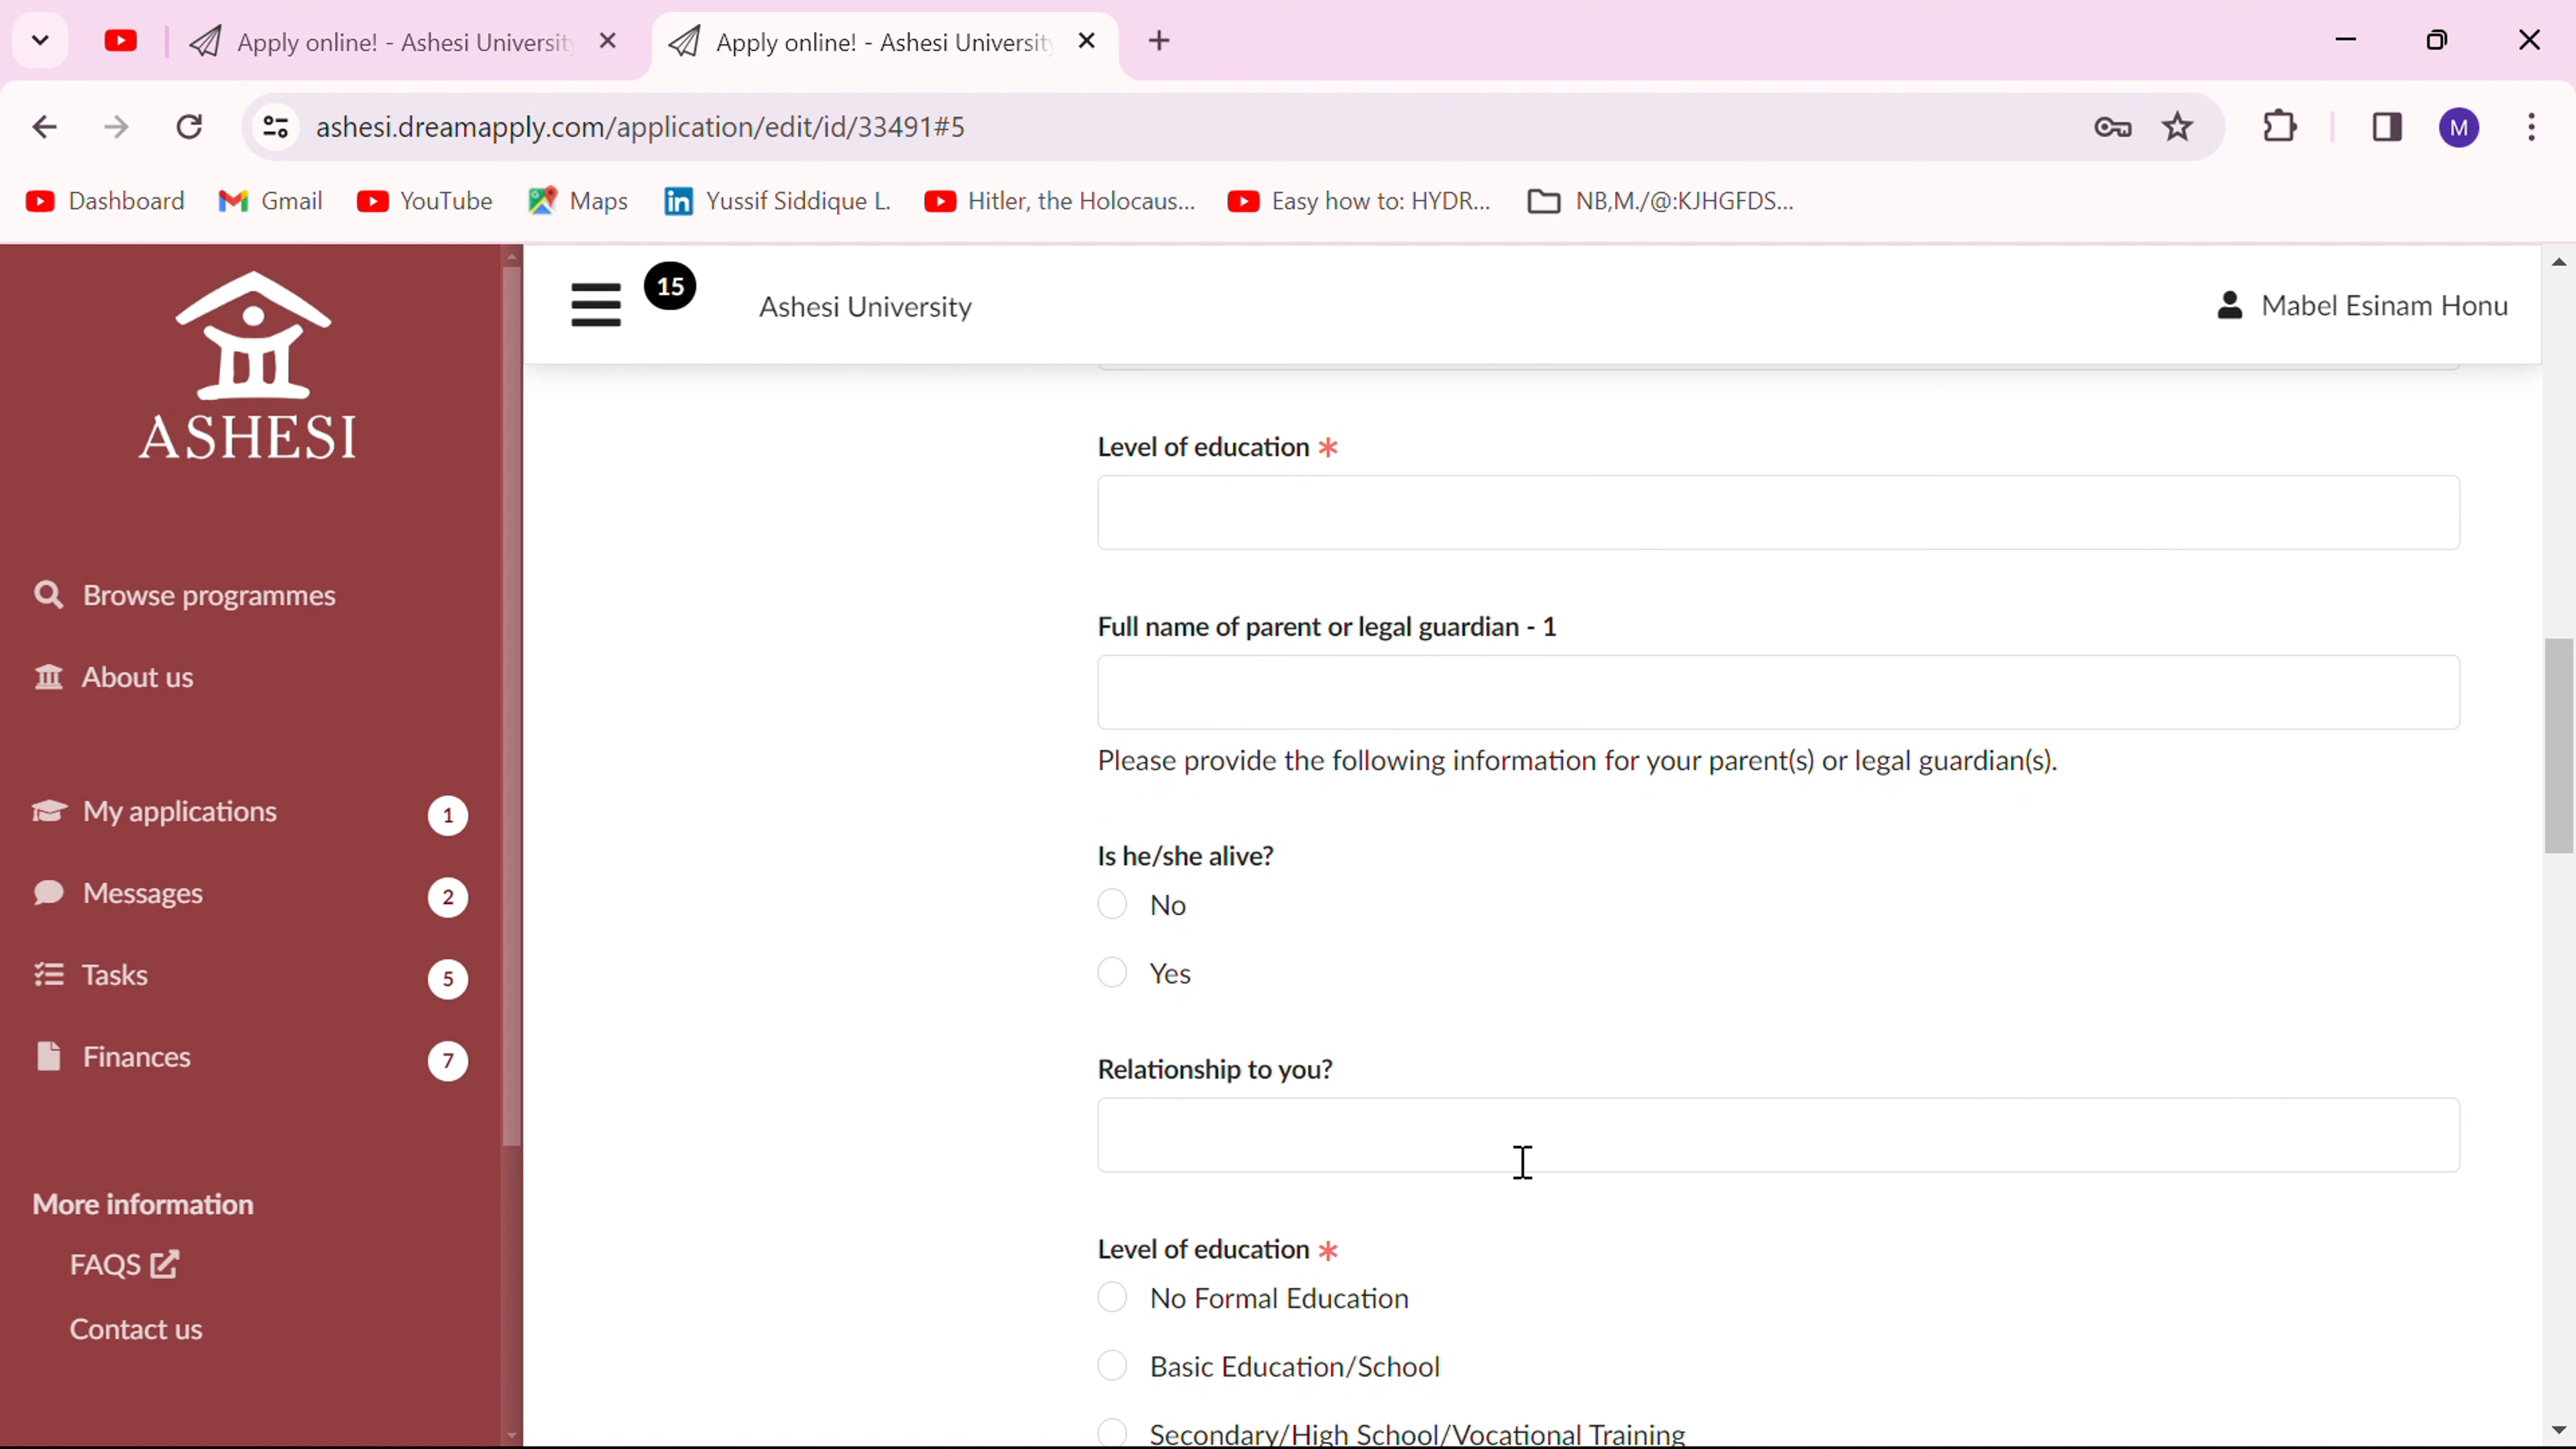 Apply online! - Ashesi University
Apply online! - Ashesi University
ashesi.dreamapply.com/application/edit/id/33491#5
M
Dashboard
Gmail
YouTube
Maps
Yussif Siddique L.
Hitler, the Holocaus...
Easy how to: HYDR...
NB,M./@:KJHGFDS...
ASHESI
Browse programmes
About us
My applications 1
Messages 2
Tasks 5
Finances 7
More information
FAQS
Contact us
15
Ashesi University
Mabel Esinam Honu
Level of education *
Full name of parent or legal guardian - 1
Please provide the following information for your parent(s) or legal guardian(s).
Is he/she alive?
No
Yes
Relationship to you?
Level of education *
No Formal Education
Basic Education/School
Secondary/High School/Vocational Training